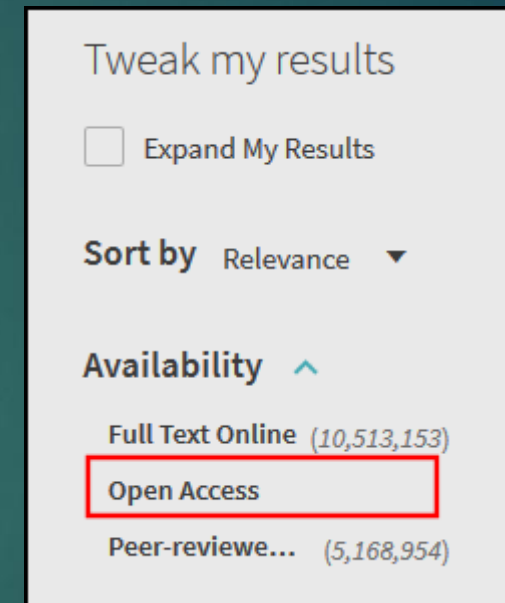 Tweak my results
Expand My Results
Sort by Relevance
Availability
Full Text Online (10,513,153)
Open Access
Peer-reviewe... (5,168,954)